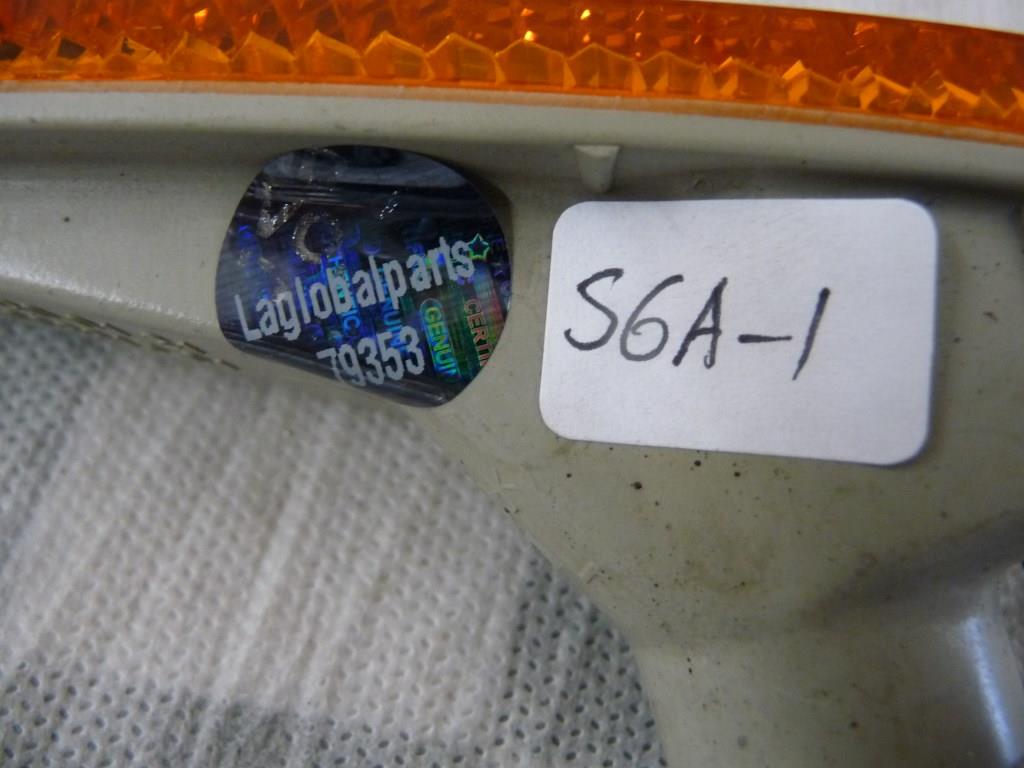 Laglobalparts
79353
GENUI
CERTI
S6A-1